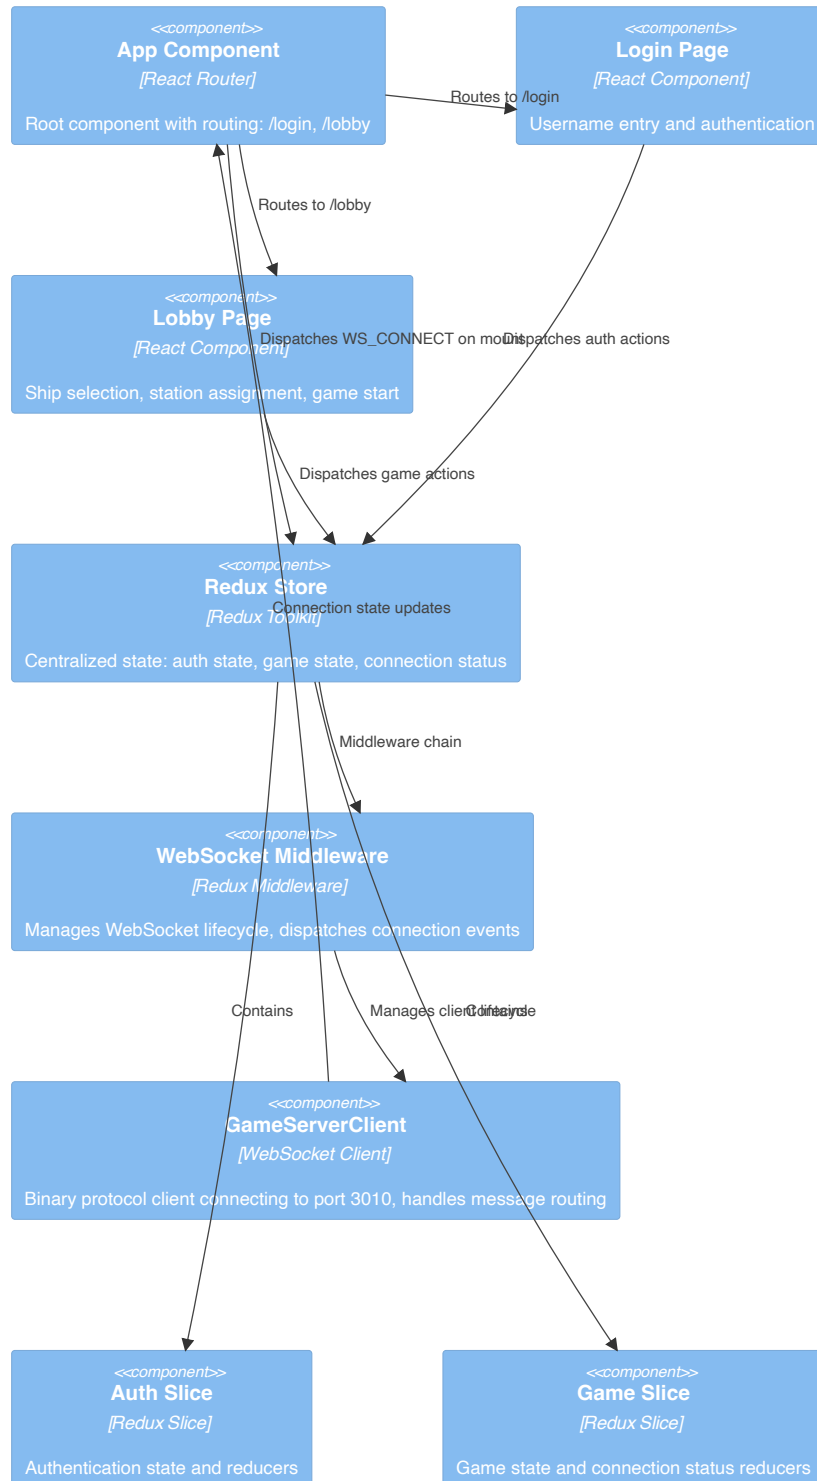 <<component>>
App Component
[React Router]
Root component with routing: /login, /lobby
Routes to /login
<<component>>
Login Page
[React Component]
Username entry and authentication
Routes to /lobby
<<component>>
Lobby Page
[React Component]
Ship selection, station assignment, game start
Dispatches WS_CONNECT on mount
Dispatches auth actions
Dispatches game actions
<<component>>
Redux Store
[Redux Toolkit]
Centralized state: auth state, game state, connection status
Connection state updates
Middleware chain
<<component>>
WebSocket Middleware
[Redux Middleware]
Manages WebSocket lifecycle, dispatches connection events
Contains
Manages client lifecycle
Contains
<<component>>
GameServerClient
[WebSocket Client]
Binary protocol client connecting to port 3010, handles message routing
<<component>>
Auth Slice
[Redux Slice]
Authentication state and reducers
<<component>>
Game Slice
[Redux Slice]
Game state and connection status reducers